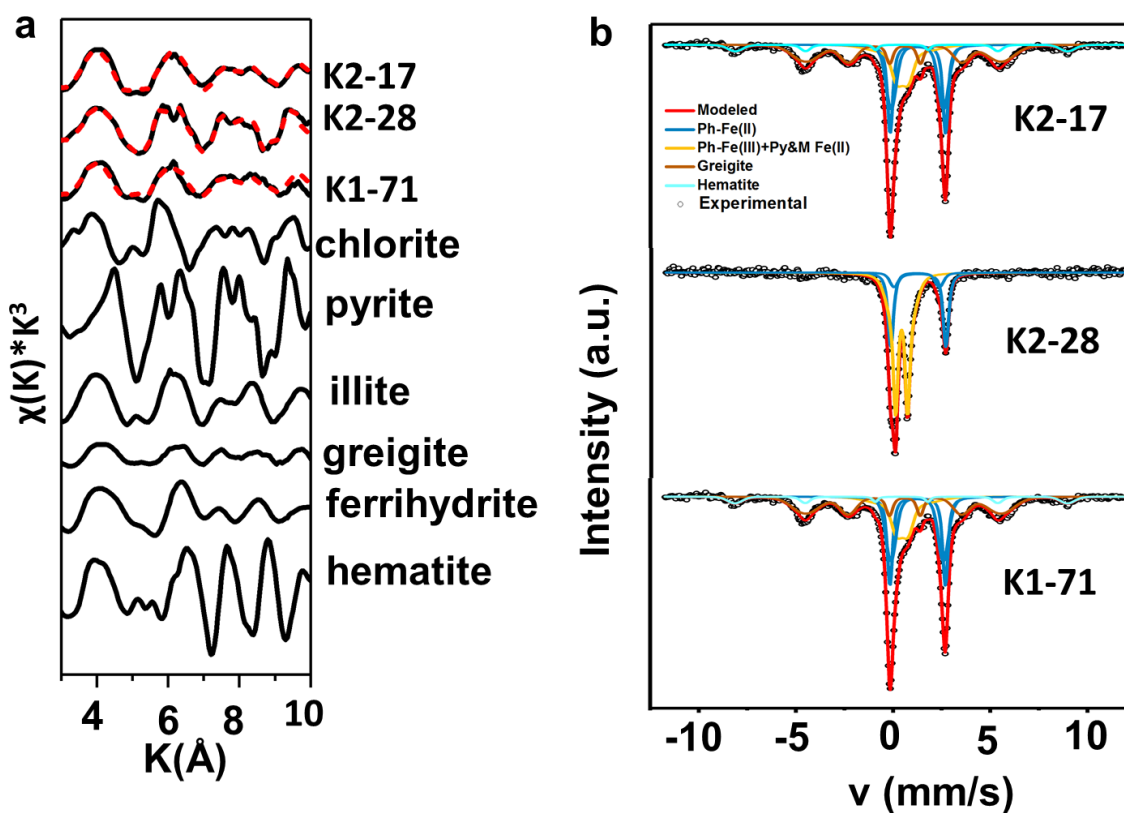 a
K2-17
K2-28
K1-71
chlorite
pyrite
illite
greigite
ferrihydrite
hematite
χ(K)*K³
4 6 8 10
K(Å)
b
Modeled
Ph-Fe(II)
Ph-Fe(III)+Py&M Fe(II)
Greigite
Hematite
Experimental
K2-17
K2-28
K1-71
Intensity (a.u.)
-10 -5 0 5 10
v (mm/s)